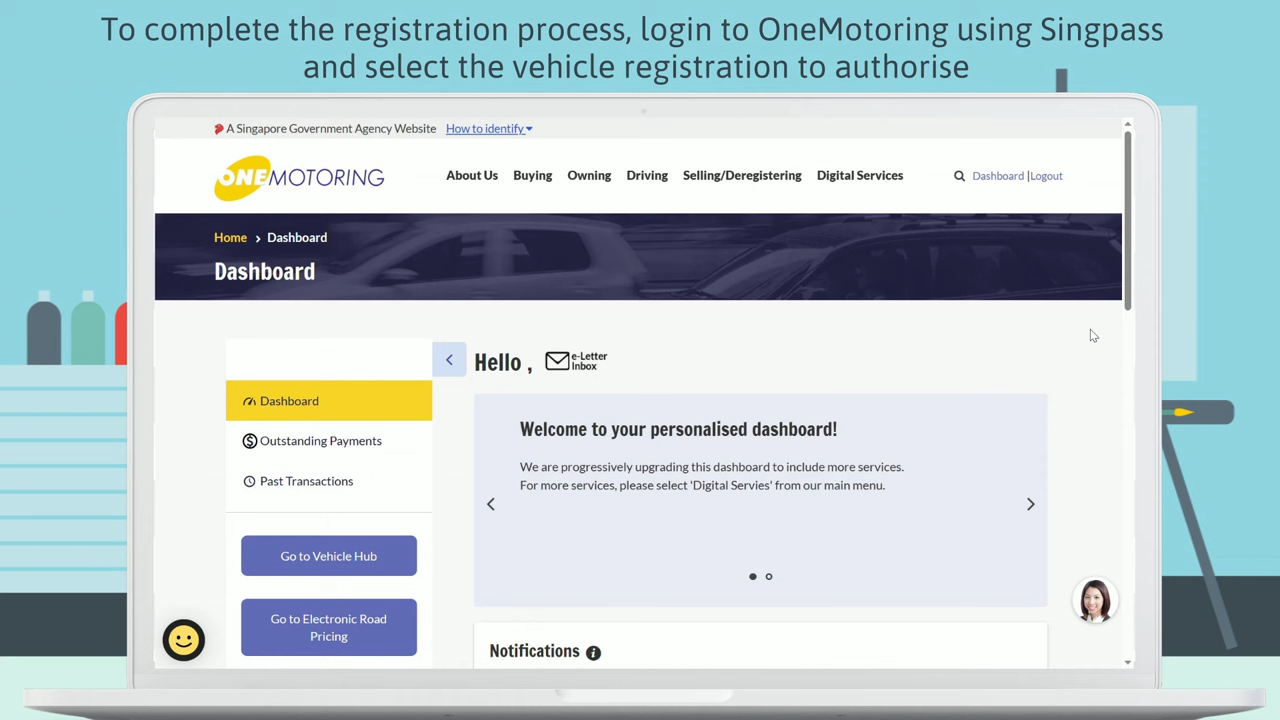 To complete the registration process, login to OneMotoring using Singpass
and select the vehicle registration to authorise
A Singapore Government Agency Website How to identify
ONEMOTORING
About Us Buying Owning Driving Selling/Deregistering Digital Services
Dashboard |Logout
Home > Dashboard
Dashboard
Dashboard
Outstanding Payments
Past Transactions
Go to Vehicle Hub
Go to Electronic Road
Pricing
Hello , e-Letter
Inbox
Welcome to your personalised dashboard!
We are progressively upgrading this dashboard to include more services.
For more services, please select 'Digital Servies' from our main menu.
Notifications